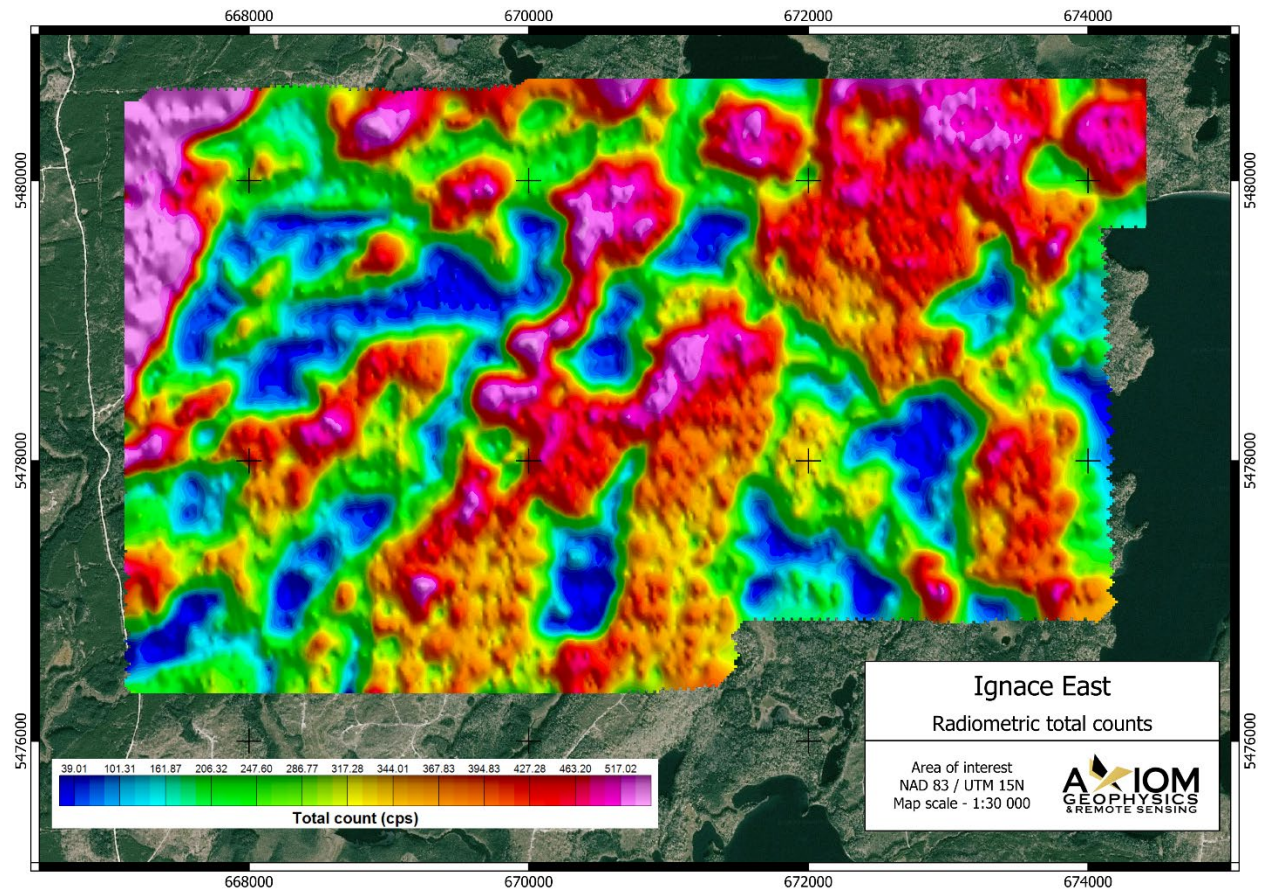 668000 670000 672000 674000
5480000 5480000
5478000 5478000
5476000 5476000
39.01 101.31 161.87 206.32 247.60 286.77 317.28 344.01 367.83 394.83 427.28 463.20 517.02
Total count (cps)
Ignace East
Radiometric total counts
Area of interest
NAD 83 / UTM 15N
Map scale - 1:30 000
AXIOM
GEOPHYSICS
& REMOTE SENSING
668000 670000 672000 674000